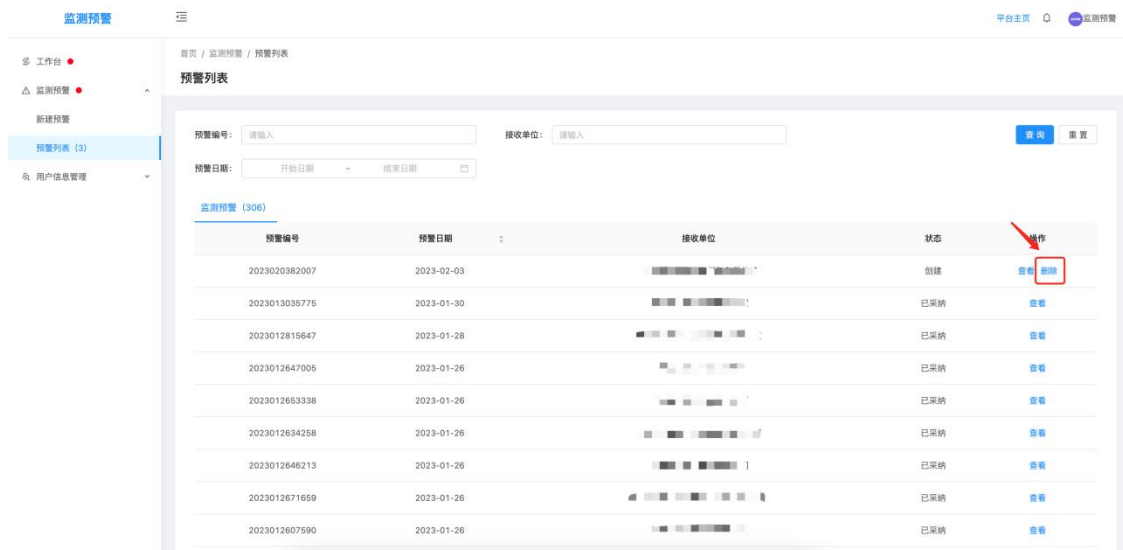 监测预警
平台主页
监测预警
工作台
监测预警
新建预警
预警列表 (3)
用户信息管理
首页 / 监测预警 / 预警列表
预警列表
预警编号： 请输入 接收单位： 请输入 查 询 重 置
预警日期： 开始日期 ~ 结束日期
监测预警 (306)
预警编号 预警日期 接收单位 状态 操作
2023020382007 2023-02-03 创建 查看 删除
2023013035775 2023-01-30 已采纳 查看
2023012815647 2023-01-28 已采纳 查看
2023012647005 2023-01-26 已采纳 查看
2023012653338 2023-01-26 已采纳 查看
2023012634258 2023-01-26 已采纳 查看
2023012646213 2023-01-26 已采纳 查看
2023012671659 2023-01-26 已采纳 查看
2023012607590 2023-01-26 已采纳 查看